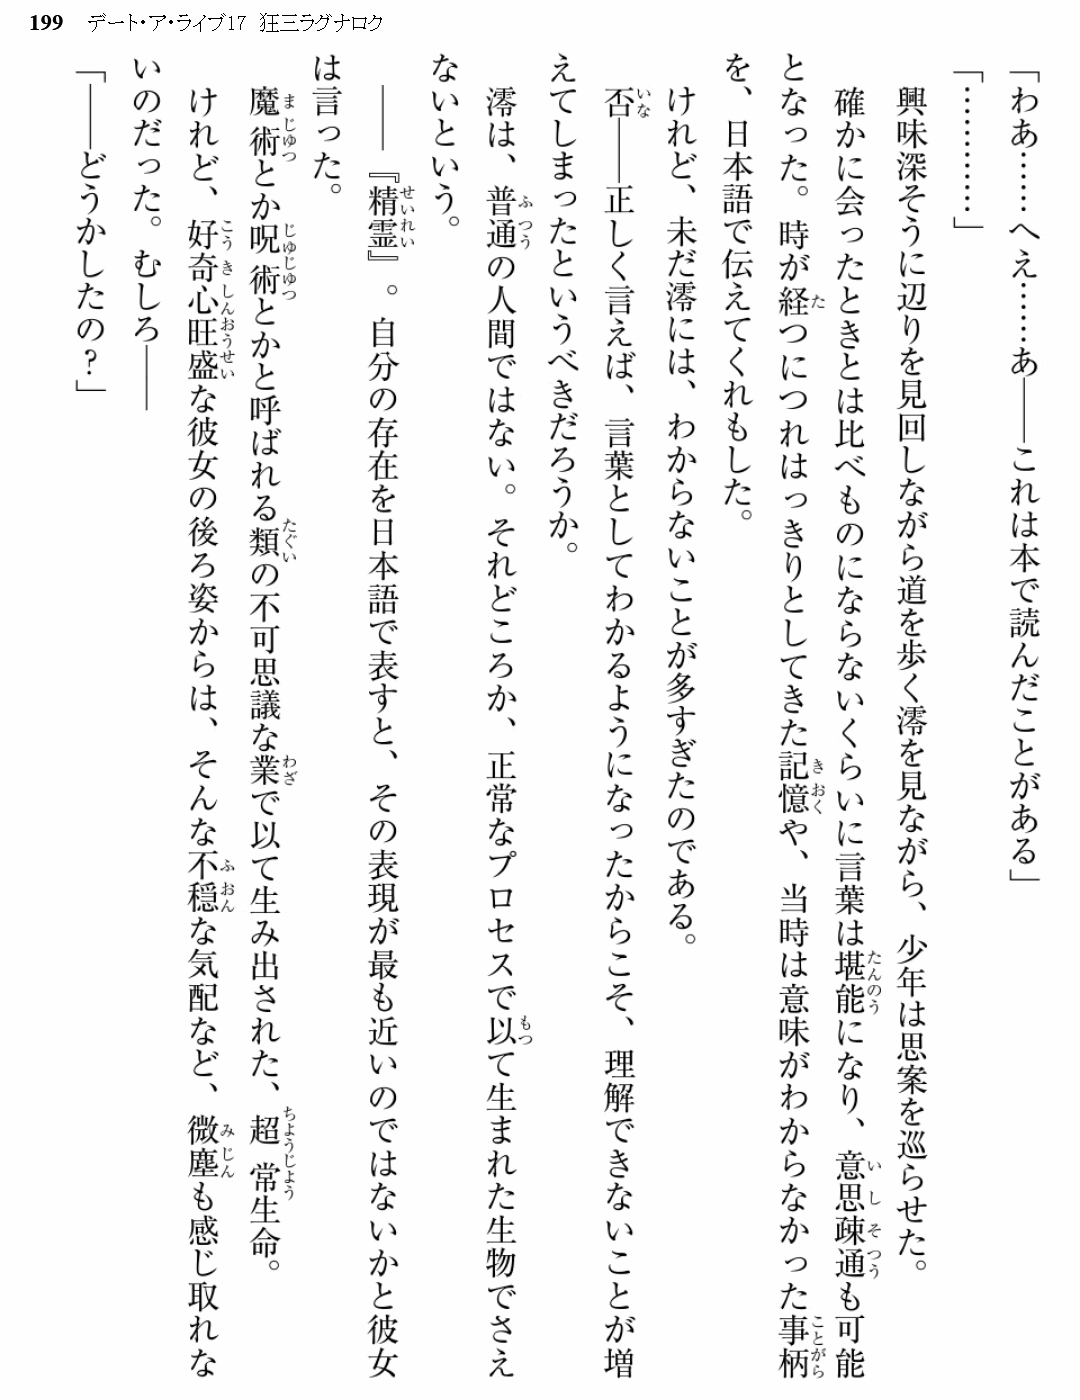 199 デート・ア・ライブ17 狂三ラグナロク
「わあ……へえ……あ――これは本で読んだことがある」
「…………」
興味深そうに辺りを見回しながら道を歩く澪を見ながら、少年は思案を巡らせた。
確かに会ったときとは比べものにならないくらいに言葉は堪能になり、意思疎通も可能
となった。時が経つにつれはっきりとしてきた記憶や、当時は意味がわからなかった事柄
を、日本語で伝えてくれもした。
けれど、未だ澪には、わからないことが多すぎたのである。
否――正しく言えば、言葉としてわかるようになったからこそ、理解できないことが増
えてしまったというべきだろうか。
澪は、普通の人間ではない。それどころか、正常なプロセスで以て生まれた生物でさえ
ないという。
――『精霊』。自分の存在を日本語で表すと、その表現が最も近いのではないかと彼女
は言った。
魔術とか呪術とかと呼ばれる類の不可思議な業で以て生み出された、超常生命。
けれど、好奇心旺盛な彼女の後ろ姿からは、そんな不穏な気配など、微塵も感じ取れな
いのだった。むしろ――
「――どうかしたの？」